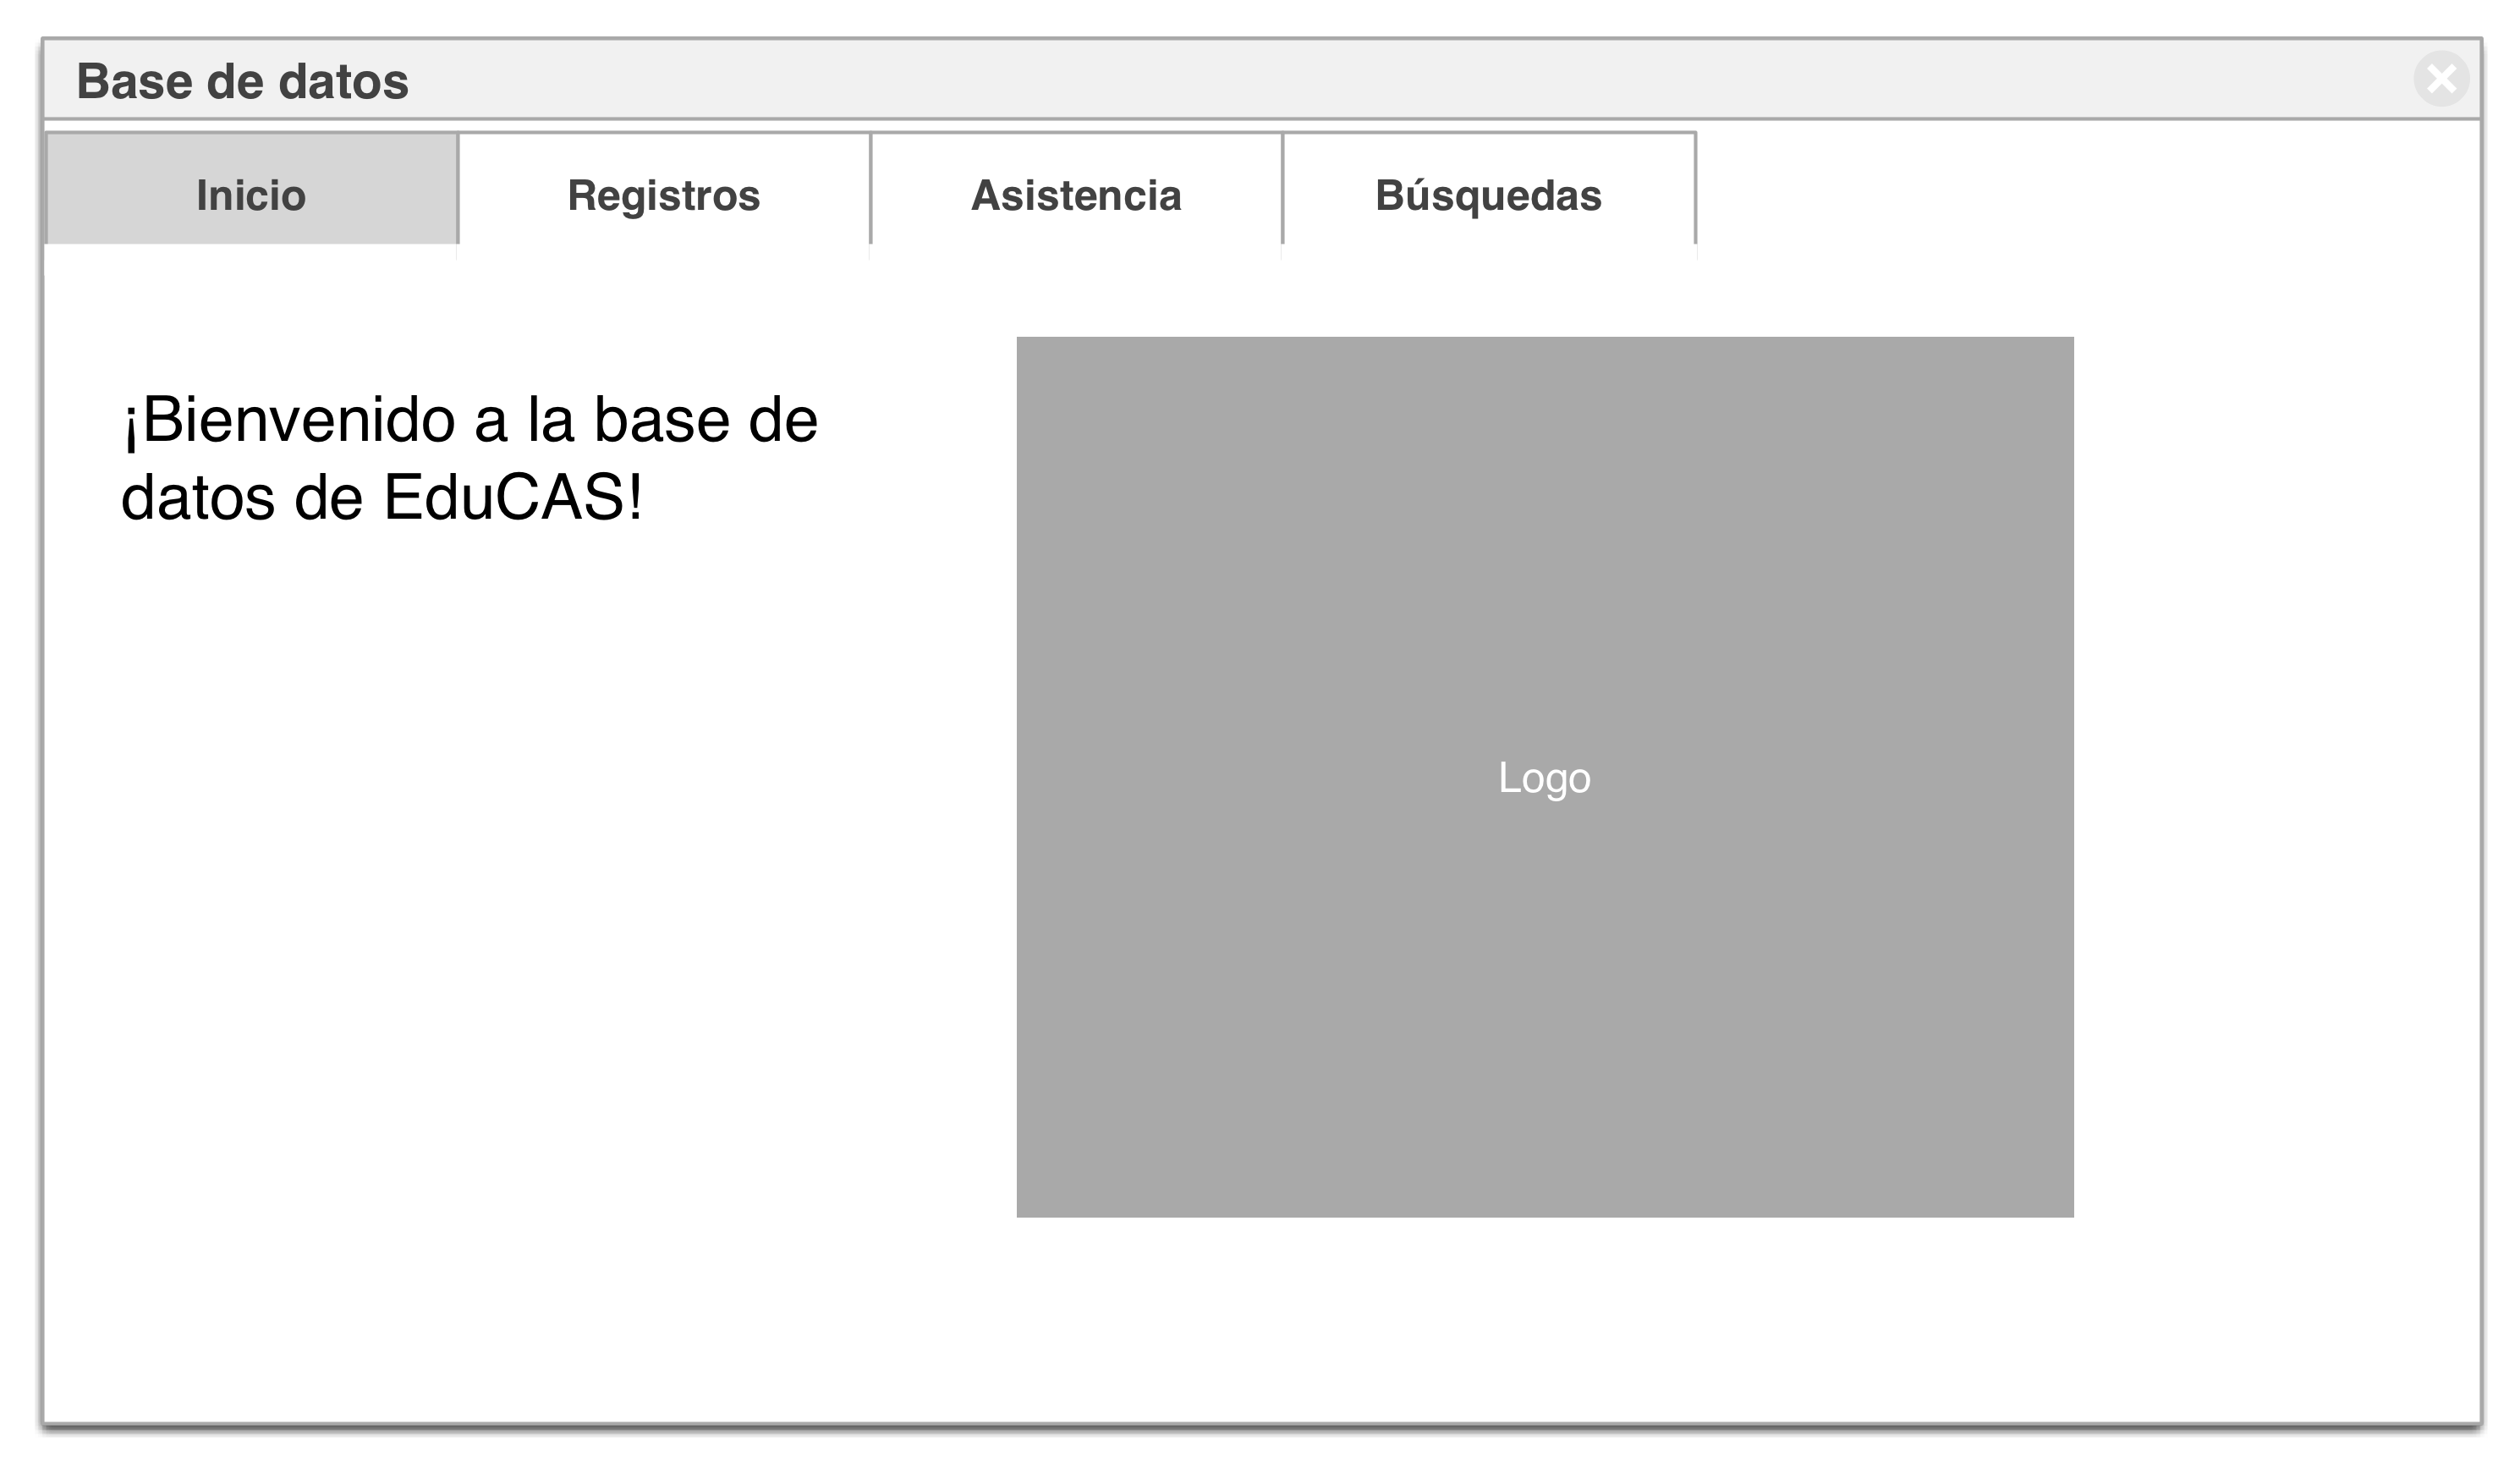 Base de datos
Inicio Registros Asistencia Búsquedas
¡Bienvenido a la base de
datos de EduCAS!
Logo